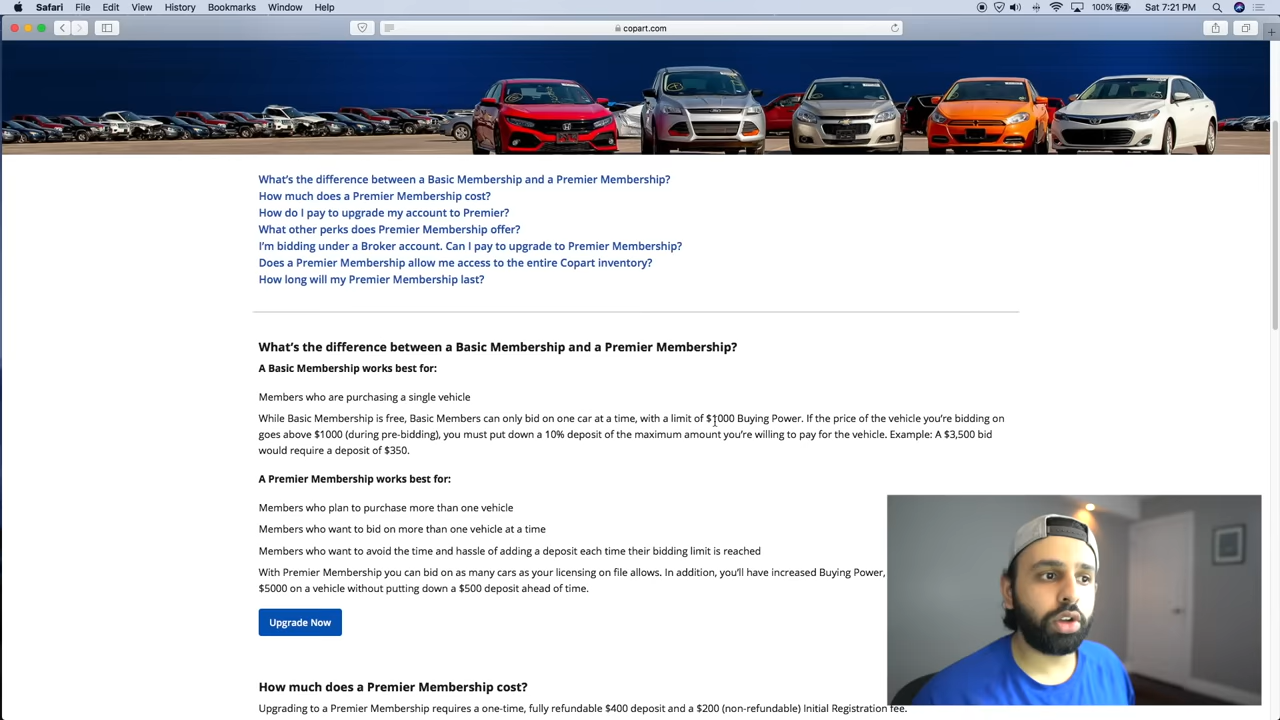 Safari File Edit View History Bookmarks Window Help 100% Sat 7:21 PM
copart.com
What's the difference between a Basic Membership and a Premier Membership?
How much does a Premier Membership cost?
How do I pay to upgrade my account to Premier?
What other perks does Premier Membership offer?
I'm bidding under a Broker account. Can I pay to upgrade to Premier Membership?
Does a Premier Membership allow me access to the entire Copart inventory?
How long will my Premier Membership last?
What's the difference between a Basic Membership and a Premier Membership?
A Basic Membership works best for:
Members who are purchasing a single vehicle
While Basic Membership is free, Basic Members can only bid on one car at a time, with a limit of $1000 Buying Power. If the price of the vehicle you're bidding on
goes above $1000 (during pre-bidding), you must put down a 10% deposit of the maximum amount you're willing to pay for the vehicle. Example: A $3,500 bid
would require a deposit of $350.
A Premier Membership works best for:
Members who plan to purchase more than one vehicle
Members who want to bid on more than one vehicle at a time
Members who want to avoid the time and hassle of adding a deposit each time their bidding limit is reached
With Premier Membership you can bid on as many cars as your licensing on file allows. In addition, you'll have increased Buying Power,
$5000 on a vehicle without putting down a $500 deposit ahead of time.
Upgrade Now
How much does a Premier Membership cost?
Upgrading to a Premier Membership requires a one-time, fully refundable $400 deposit and a $200 (non-refundable) Initial Registration fee.